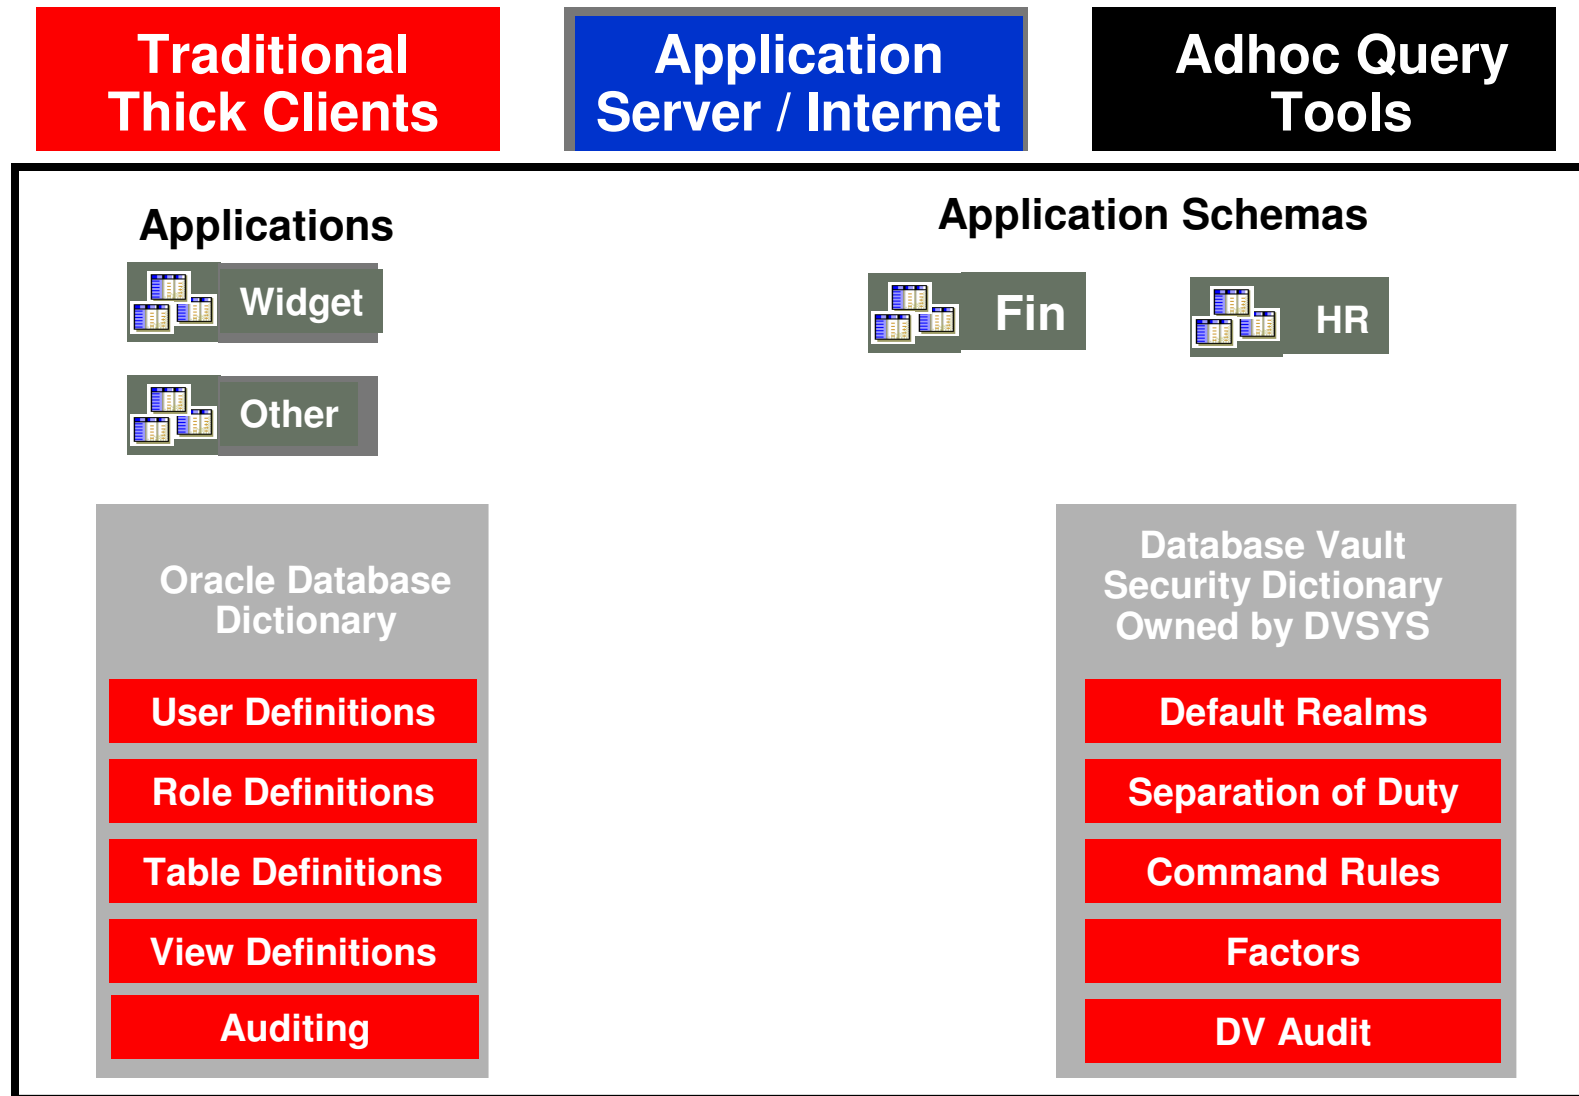 Traditional
Thick Clients
Application
Server / Internet
Adhoc Query
Tools
Applications
Widget
Other
Application Schemas
Fin
HR
Oracle Database
Dictionary
User Definitions
Role Definitions
Table Definitions
View Definitions
Auditing
Database Vault
Security Dictionary
Owned by DVSYS
Default Realms
Separation of Duty
Command Rules
Factors
DV Audit